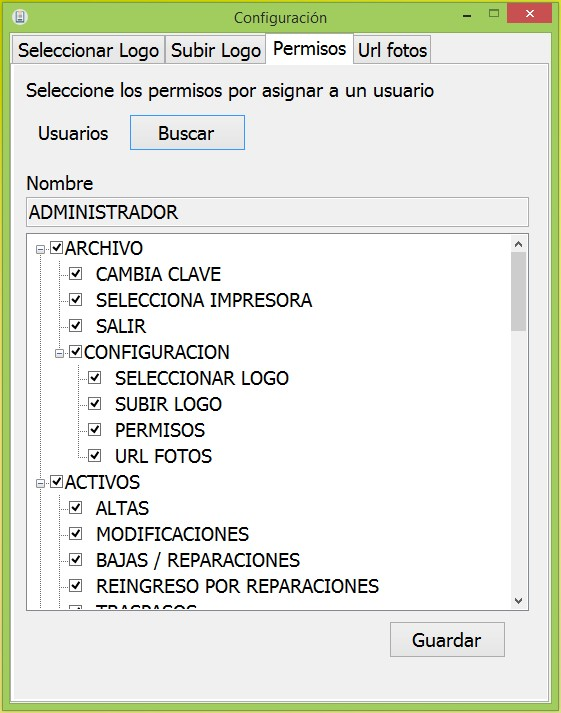 Configuración
Seleccionar Logo Subir Logo Permisos Url fotos
Seleccione los permisos por asignar a un usuario
Usuarios Buscar
Nombre
ADMINISTRADOR
ARCHIVO
CAMBIA CLAVE
SELECCIONA IMPRESORA
SALIR
CONFIGURACION
SELECCIONAR LOGO
SUBIR LOGO
PERMISOS
URL FOTOS
ACTIVOS
ALTAS
MODIFICACIONES
BAJAS / REPARACIONES
REINGRESO POR REPARACIONES
TRASPASOS
Guardar